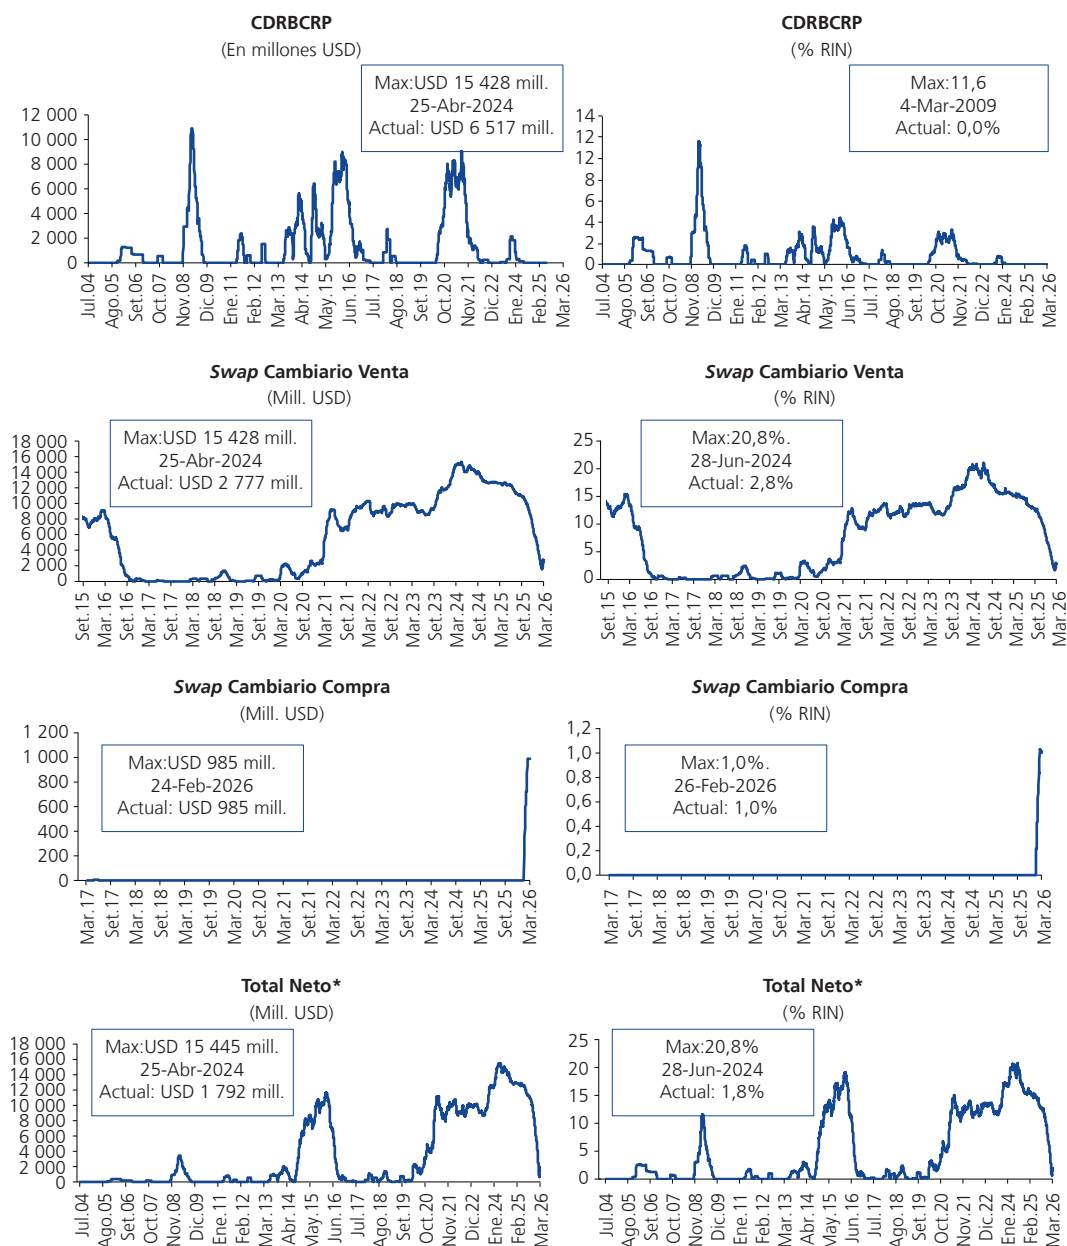 CDRBCRP
(En millones USD)
Max:USD 15 428 mill.
25-Abr-2024
Actual: USD 6 517 mill.
12 000
10 000
8 000
6 000
4 000
2 000
0
Jul.04
Ago.05
Set.06
Oct.07
Nov.08
Dic.09
Ene.11
Feb.12
Mar.13
Abr.14
May.15
Jun.16
Jul.17
Ago.18
Set.19
Oct.20
Nov.21
Dic.22
Ene.24
Feb.25
Mar.26
CDRBCRP
(% RIN)
Max:11,6
4-Mar-2009
Actual: 0,0%
14
12
10
8
6
4
2
0
Jul.04
Ago.05
Set.06
Oct.07
Nov.08
Dic.09
Ene.11
Feb.12
Mar.13
Abr.14
May.15
Jun.16
Jul.17
Ago.18
Set.19
Oct.20
Nov.21
Dic.22
Ene.24
Feb.25
Mar.26
Swap Cambiario Venta
(Mill. USD)
Max:USD 15 428 mill.
25-Abr-2024
Actual: USD 2 777 mill.
18 000
16 000
14 000
12 000
10 000
8 000
6 000
4 000
2 000
0
Set.15
Mar.16
Set.16
Mar.17
Set.17
Mar.18
Set.18
Mar.19
Set.19
Mar.20
Set.20
Mar.21
Set.21
Mar.22
Set.22
Mar.23
Set.23
Mar.24
Set.24
Mar.25
Set.25
Mar.26
Swap Cambiario Venta
(% RIN)
Max:20,8%.
28-Jun-2024
Actual: 2,8%
25
20
15
10
5
0
Set.15
Mar.16
Set.16
Mar.17
Set.17
Mar.18
Set.18
Mar.19
Set.19
Mar.20
Set.20
Mar.21
Set.21
Mar.22
Set.22
Mar.23
Set.23
Mar.24
Set.24
Mar.25
Set.25
Mar.26
Swap Cambiario Compra
(Mill. USD)
Max:USD 985 mill.
24-Feb-2026
Actual: USD 985 mill.
1 200
1 000
800
600
400
200
0
Mar.17
Set.17
Mar.18
Set.18
Mar.19
Set.19
Mar.20
Set.20
Mar.21
Set.21
Mar.22
Set.22
Mar.23
Set.23
Mar.24
Set.24
Mar.25
Set.25
Mar.26
Swap Cambiario Compra
(% RIN)
Max:1,0%.
26-Feb-2026
Actual: 1,0%
1,2
1,0
0,8
0,6
0,4
0,2
0,0
Mar.17
Set.17
Mar.18
Set.18
Mar.19
Set.19
Mar.20
Set.20
Mar.21
Set.21
Mar.22
Set.22
Mar.23
Set.23
Mar.24
Set.24
Mar.25
Set.25
Mar.26
Total Neto*
(Mill. USD)
Max:USD 15 445 mill.
25-Abr-2024
Actual: USD 1 792 mill.
18 000
16 000
14 000
12 000
10 000
8 000
6 000
4 000
2 000
0
Jul.04
Ago.05
Set.06
Oct.07
Nov.08
Dic.09
Ene.11
Feb.12
Mar.13
Abr.14
May.15
Jun.16
Jul.17
Ago.18
Set.19
Oct.20
Nov.21
Dic.22
Ene.24
Feb.25
Mar.26
Total Neto*
(% RIN)
Max:20,8%
28-Jun-2024
Actual: 1,8%
25
20
15
10
5
0
Jul.04
Ago.05
Set.06
Oct.07
Nov.08
Dic.09
Ene.11
Feb.12
Mar.13
Abr.14
May.15
Jun.16
Jul.17
Ago.18
Set.19
Oct.20
Nov.21
Dic.22
Ene.24
Feb.25
Mar.26